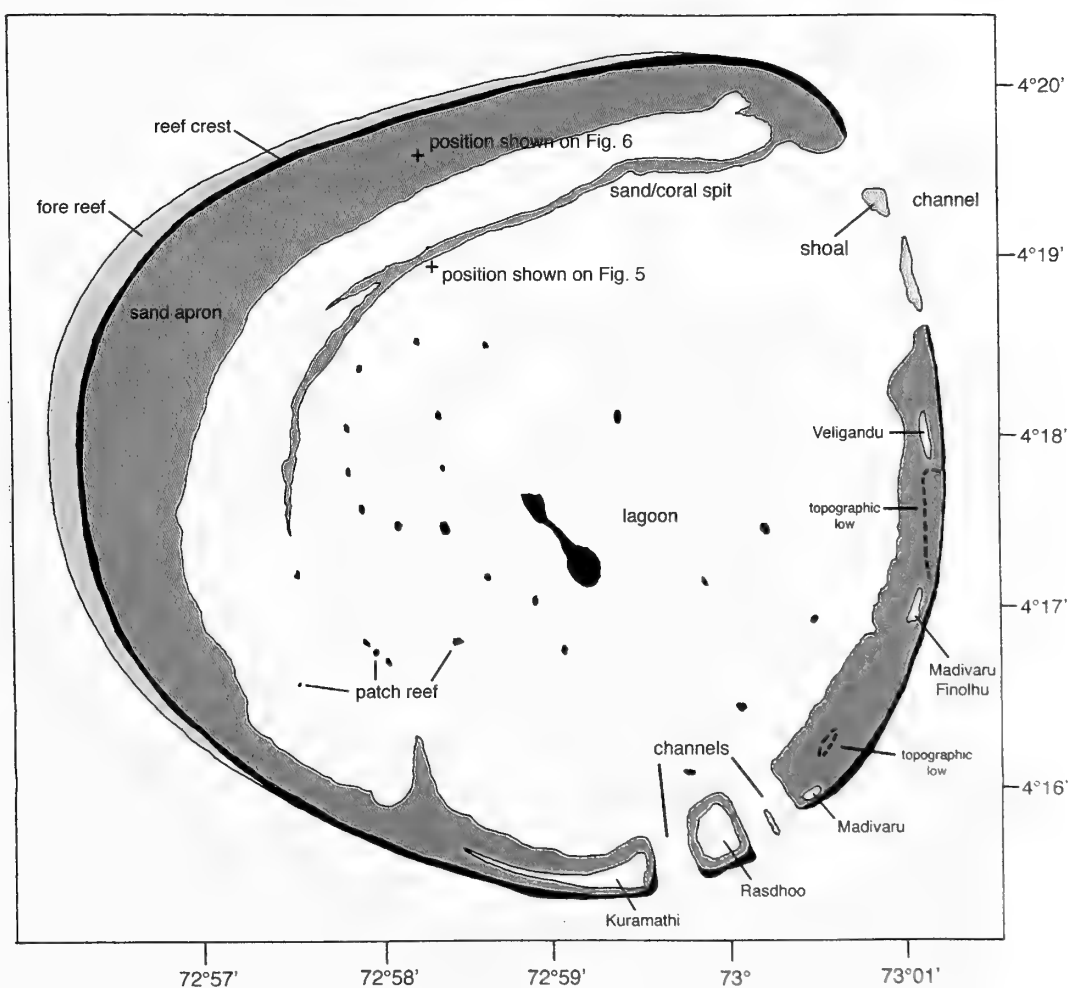 4°20'
reef crest
position shown on Fig. 6
fore reef
sand/coral spit
channel
shoal
4°19'
position shown on Fig. 5
sand apron
Veligandu
4°18'
topographic
low
lagoon
4°17'
Madivaru
Finolhu
patch reef
channels
topographic
low
4°16'
Madivaru
Rasdhoo
Kuramathi
72°57'
72°58'
72°59'
73°
73°01'